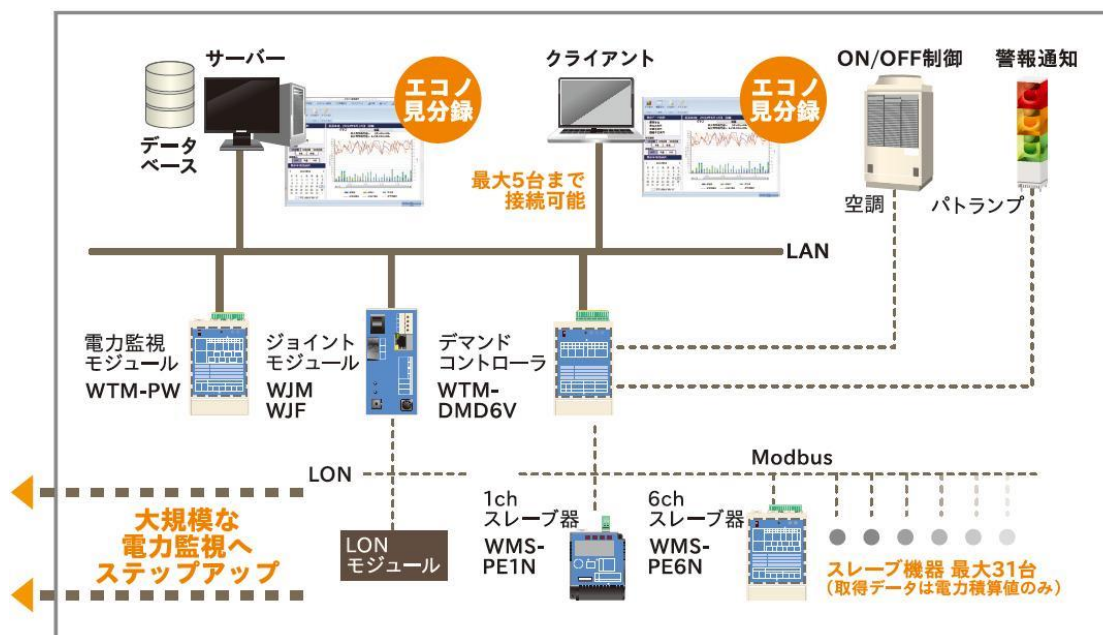 サーバー
エコノ
見分録
データ
ベース
クライアント
エコノ
見分録
最大5台まで
接続可能
ON/OFF制御
空調
警報通知
パトランプ
LAN
電力監視
モジュール
WTM-PW
ジョイント
モジュール
WJM
WJF
デマンド
コントローラ
WTM-
DMD6V
LON
LON
モジュール
Modbus
1ch
スレーブ器
WMS-
PE1N
6ch
スレーブ器
WMS-
PE6N
スレーブ機器 最大31台
（取得データは電力積算値のみ）
大規模な
電力監視へ
ステップアップ